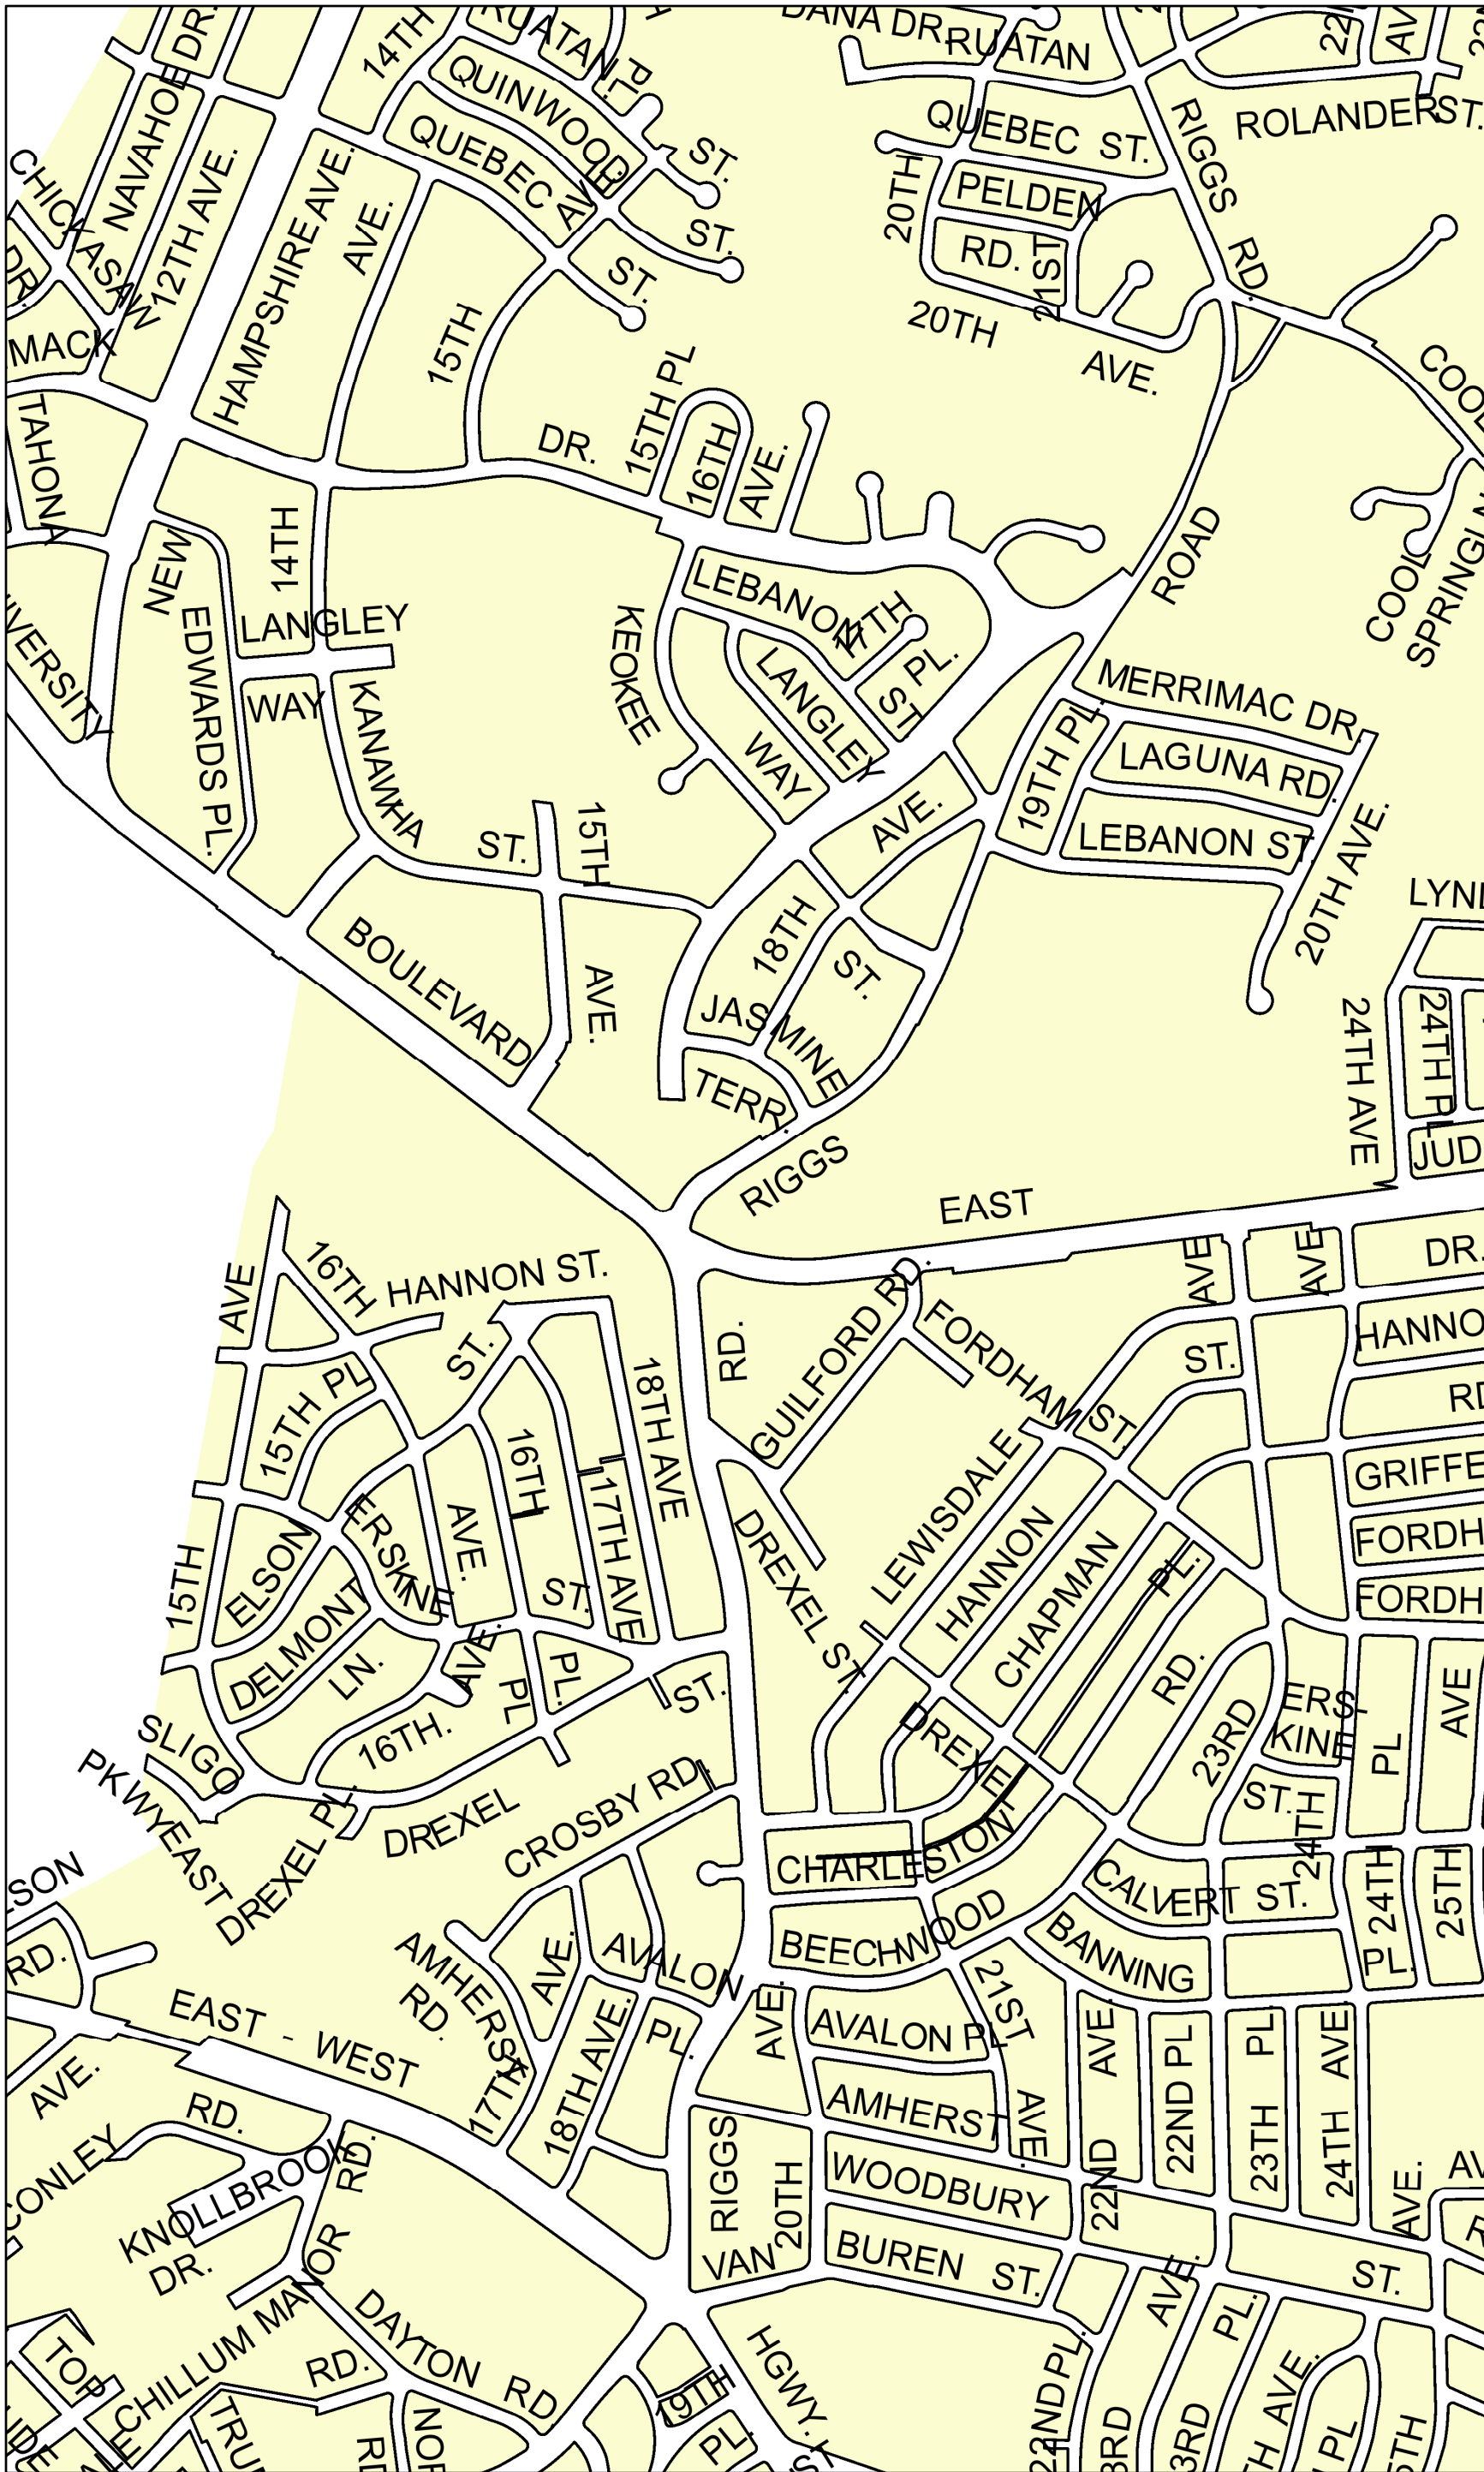 DANA DR.
RUATAN
RUATAN PL.
14TH
QUINWOOD
ST.
QUEBEC
AVE.
ST.
ST.
NAVAHOE DR.
12TH AVE.
CHICKASAW
DR.
MACK
TAHONA
HAMPSHIRE AVE.
AVE.
15TH
QUEBEC ST.
20TH
PELDEN
RD.
21ST
20TH
AVE.
RIGGS
RD.
ROLANDER
ST.
DR.
15TH PL
16TH
AVE.
NEW
14TH
LANGLEY
WAY
EDWARDS PL.
KANAWHA
ST.
15TH
AVE.
BOULEVARD
KEOKEE
LEBANON
17TH
PL.
ST
LANGLEY
WAY
ROAD
COOL
MERRIMAC DR.
LAGUNA RD.
LEBANON ST.
19TH PL.
20TH AVE.
AVE.
18TH
ST.
JASMINE
TERR.
RIGGS
EAST
24TH AVE
24TH PL
AVE
AVE
DR.
16TH
HANNON ST.
AVE
ST.
15TH PL
16TH
18TH AVE
RD.
GUILFORD RD.
FORDHAM
ST.
ST.
LEWISDALE
HANNON
CHAPMAN
PL.
RD.
23RD
ERS-
KINE
ST.
24TH
PL
AVE
15TH
ELSON
ERSKINE
AVE.
ST.
17TH AVE
DELMONT
LN.
AVE.
PL
PL.
16TH.
ST.
DREXEL ST.
DREXEL
SLIGO
PKWY
EAST
DREXEL PL.
DREXEL
CROSBY RD.
CHARLESTON
CALVERT ST.
24TH
25TH
PL.
BEECHWOOD
BANNING
RD.
AMHERST
RD.
AVE.
AVALON
PL.
AVE.
AVALON PL
21ST
AVE.
AVE.
22ND
22ND PL
PL
23TH
AVE
24TH
AVE.
EAST - WEST
AVE.
RD.
CONLEY
KNOLLBROOK
DR.
RD.
17TH
18TH AVE.
AMHERST
WOODBURY
RIGGS
20TH
VAN
BUREN ST.
ST.
AVE.
PL.
CHILLUM MANOR
RD.
DAYTON RD
TOP
19TH
PL.
HGWY.
22ND PL.
AVE.
PL